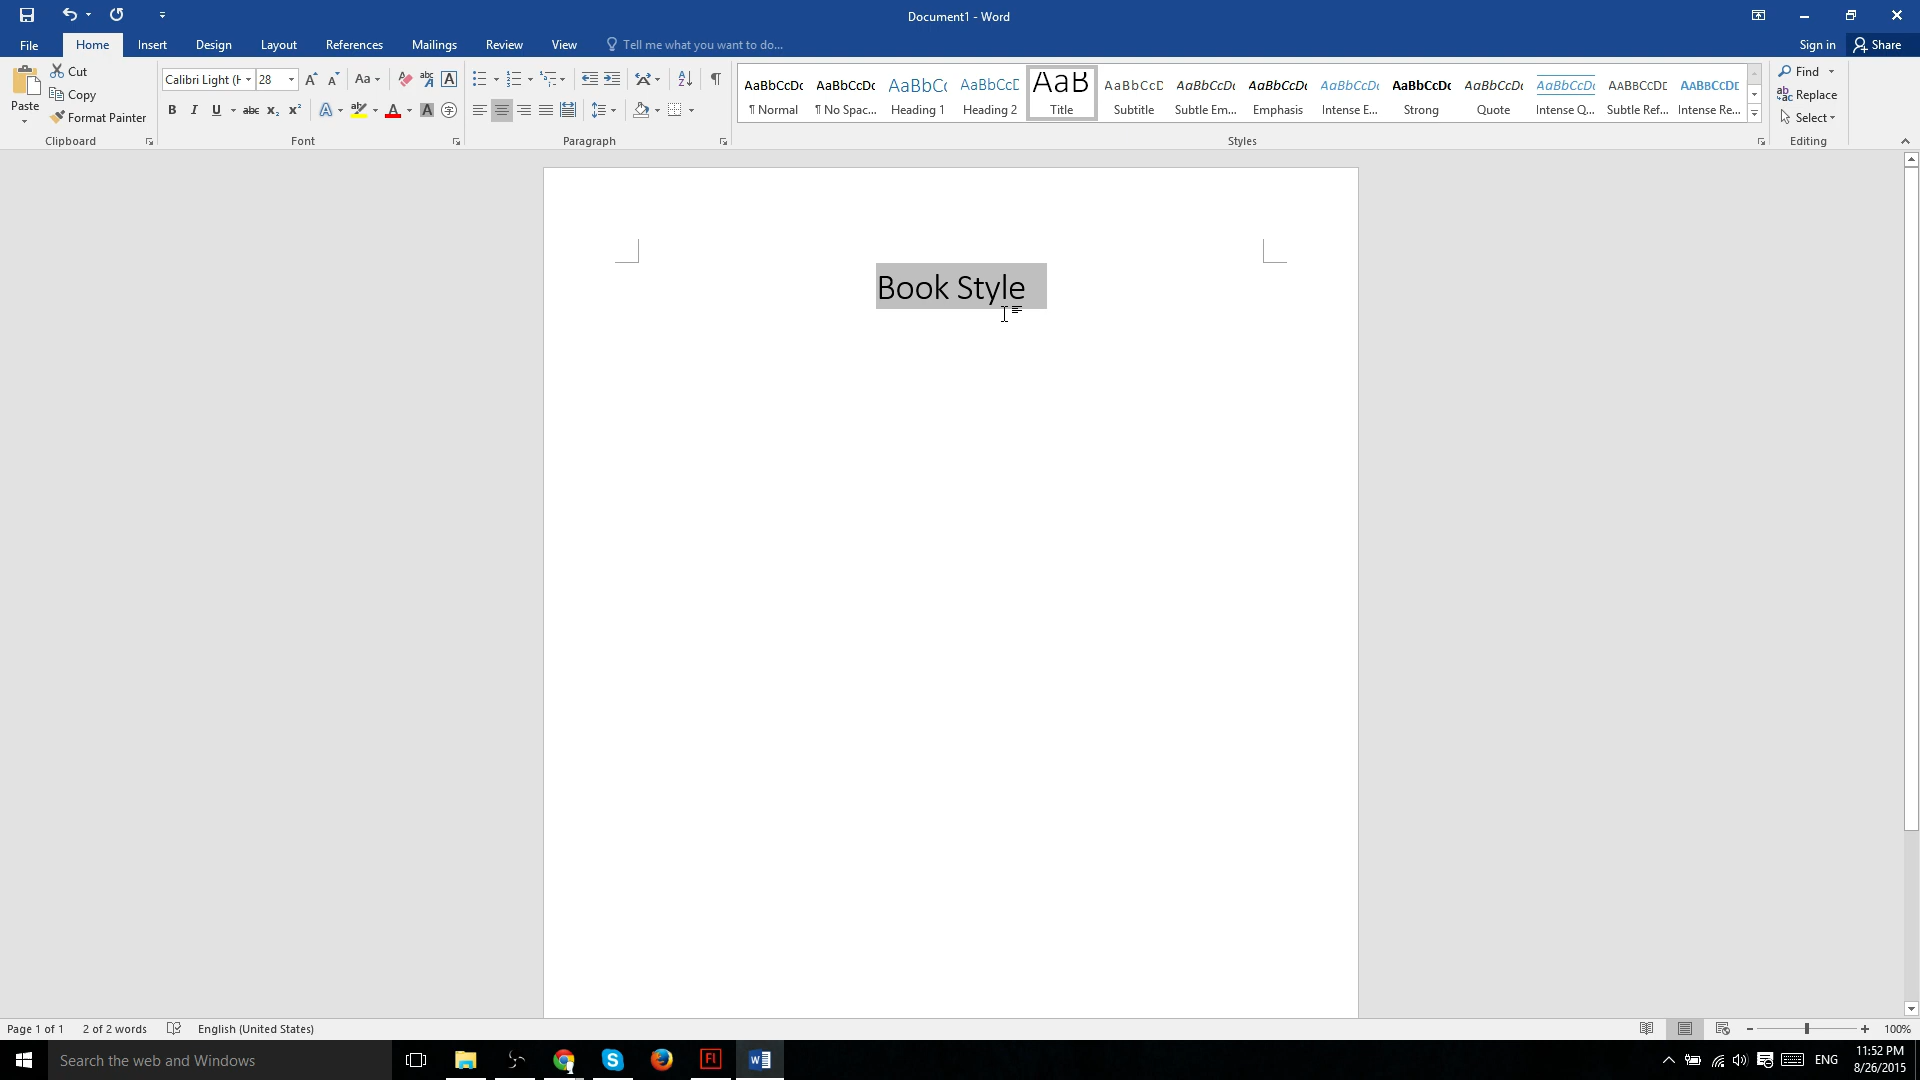 Document1 - Word
File Home Insert Design Layout References Mailings Review View Tell me what you want to do... Sign in Share
Paste
Cut
Copy
Format Painter
Clipboard
Calibri Light (H 28
Font
Paragraph
AaBbCcDc AaBbCcDc AaBbCc AaBbCcD AaB AaBbCcD AaBbCcDc AaBbCcDc AaBbCcDc AaBbCcDc AaBbCcDc AaBbCcDc AABBCCDD AABBCCDD
¶ Normal ¶ No Spac... Heading 1 Heading 2 Title Subtitle Subtle Em... Emphasis Intense E... Strong Quote Intense Q... Subtle Ref... Intense Re...
Styles
Find
Replace
Select
Editing
Book Style
Page 1 of 1 2 of 2 words English (United States) 100%
Search the web and Windows
ENG
11:52 PM
8/26/2015